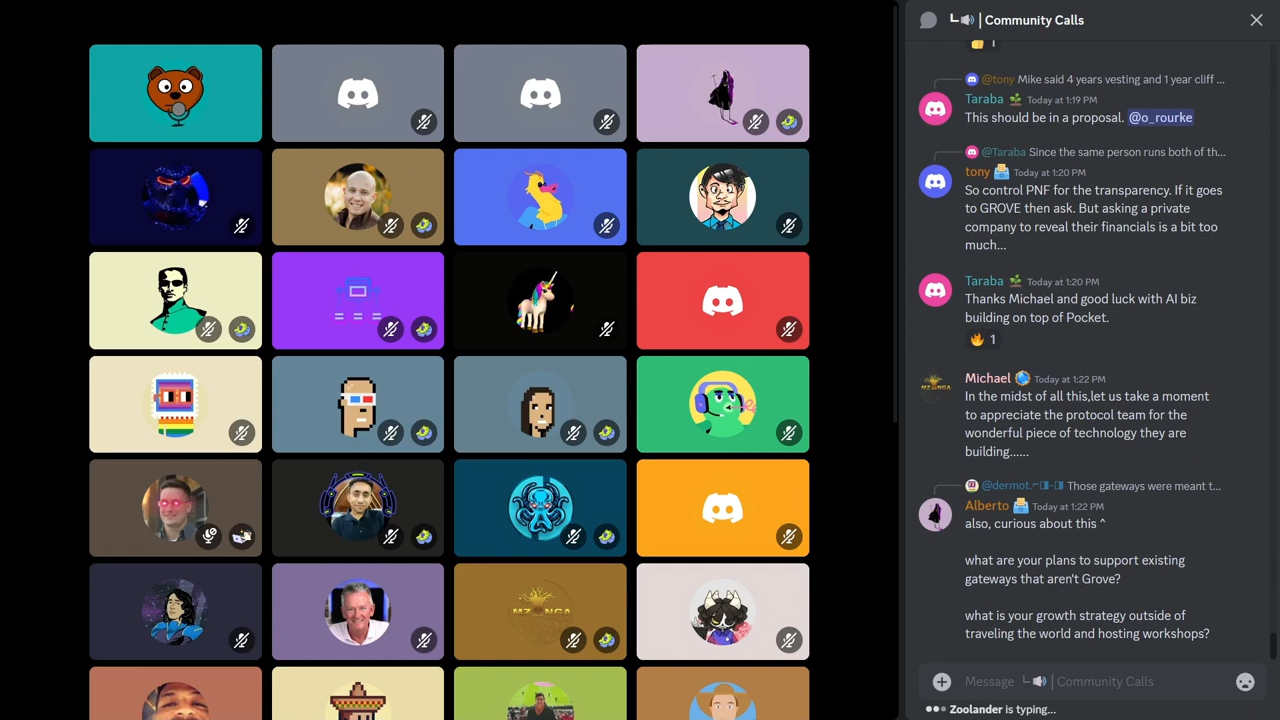 Community Calls
1
@tony Mike said 4 years vesting and 1 year cliff ...
Taraba Today at 1:19 PM
This should be in a proposal. @o_rourke
@Taraba Since the same person runs both of th...
tony Today at 1:20 PM
So control PNF for the transparency. If it goes
to GROVE then ask. But asking a private
company to reveal their financials is a bit too
much...
Taraba Today at 1:20 PM
Thanks Michael and good luck with AI biz
building on top of Pocket.
1
Michael Today at 1:22 PM
In the midst of all this,let us take a moment
to appreciate the protocol team for the
wonderful piece of technology they are
building......
@dermot. Those gateways were meant t...
Alberto Today at 1:22 PM
also, curious about this ^
what are your plans to support existing
gateways that aren't Grove?
what is your growth strategy outside of
traveling the world and hosting workshops?
Message Community Calls
Zoolander is typing...